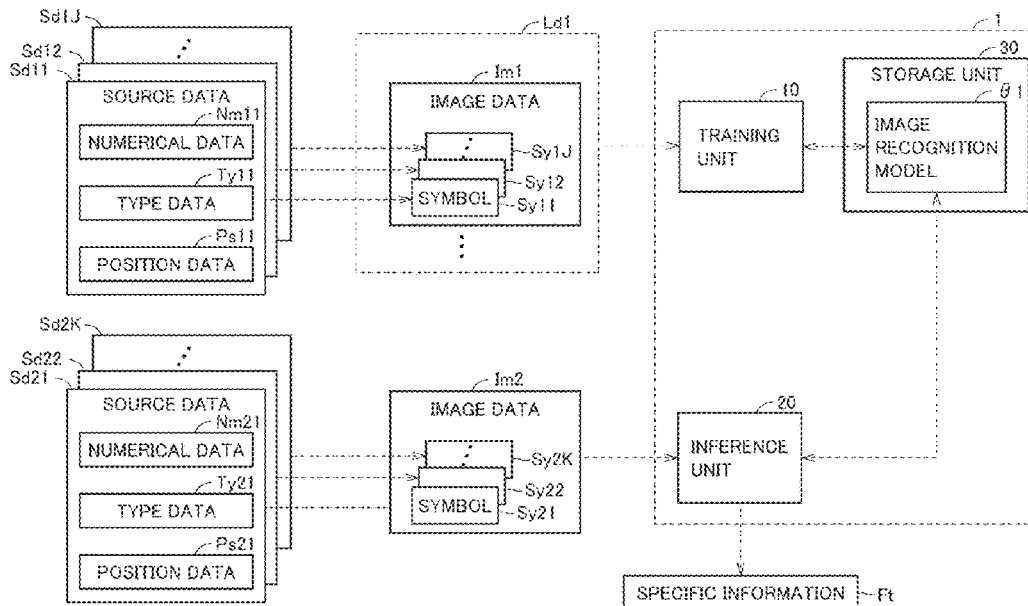 Sd1J
Sd12
Sd11
SOURCE DATA
Nm11
NUMERICAL DATA
Ty11
TYPE DATA
Ps11
POSITION DATA
Ld1
Im1
IMAGE DATA
Sy1J
Sy12
SYMBOL
Sy11
1
10
TRAINING
UNIT
30
STORAGE UNIT
θ1
IMAGE
RECOGNITION
MODEL
Sd2K
Sd22
Sd21
SOURCE DATA
Nm21
NUMERICAL DATA
Ty21
TYPE DATA
Ps21
POSITION DATA
Im2
IMAGE DATA
Sy2K
Sy22
SYMBOL
Sy21
20
INFERENCE
UNIT
SPECIFIC INFORMATION
Ft